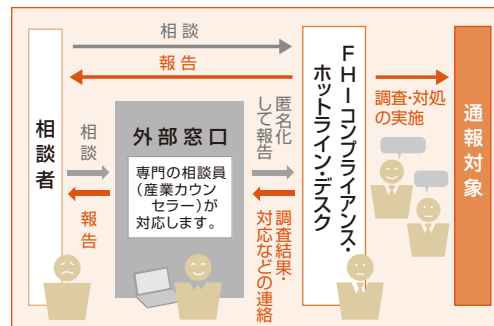 相談
報告
相談者
相談
報告
外部窓口
専門の相談員
(産業カウン
セラー)が
対応します。
匿名化
して報告
調査結果・
対応などの連絡
FHIコンプライアンス・
ホットライン・デスク
調査・対処
の実施
通報対象